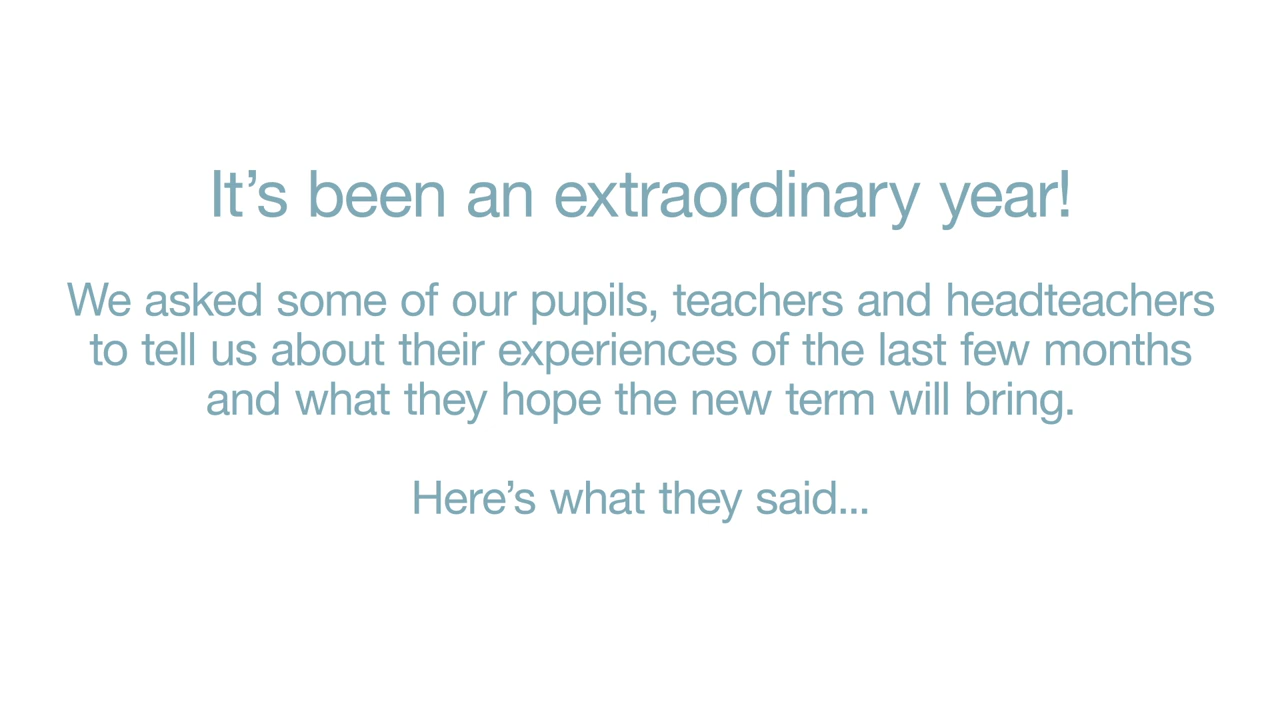 It’s been an extraordinary year!
We asked some of our pupils, teachers and headteachers
to tell us about their experiences of the last few months
and what they hope the new term will bring.
Here’s what they said...